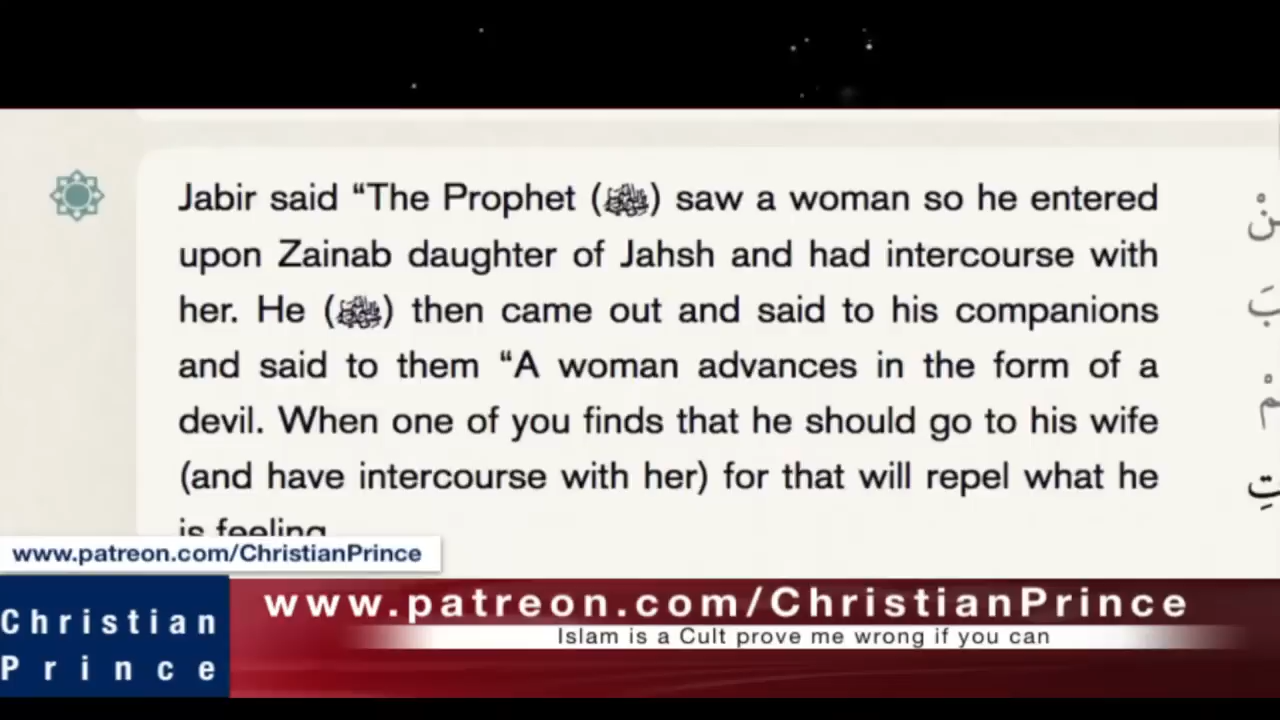 Jabir said “The Prophet (ﷺ) saw a woman so he entered
upon Zainab daughter of Jahsh and had intercourse with
her. He (ﷺ) then came out and said to his companions
and said to them “A woman advances in the form of a
devil. When one of you finds that he should go to his wife
(and have intercourse with her) for that will repel what he
is feeling.
www.patreon.com/ChristianPrince
www.patreon.com/ChristianPrince
Islam is a Cult prove me wrong if you can
Christian
Prince